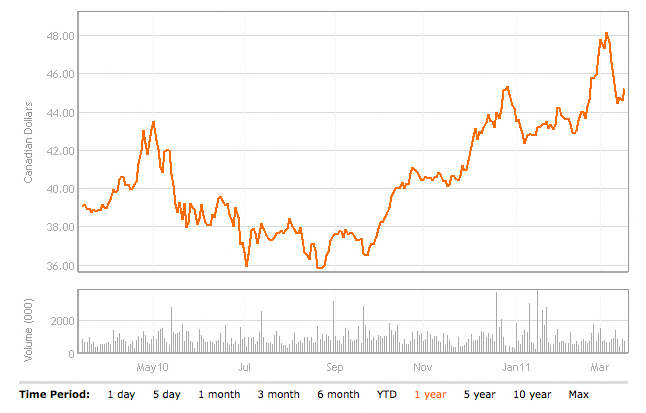 48.00
46.00
44.00
42.00
40.00
38.00
36.00
Canadian Dollars
2000
0
Volume (000)
May10 Jul Sep Nov Jan11 Mar
Time Period: 1 day 5 day 1 month 3 month 6 month YTD 1 year 5 year 10 year Max